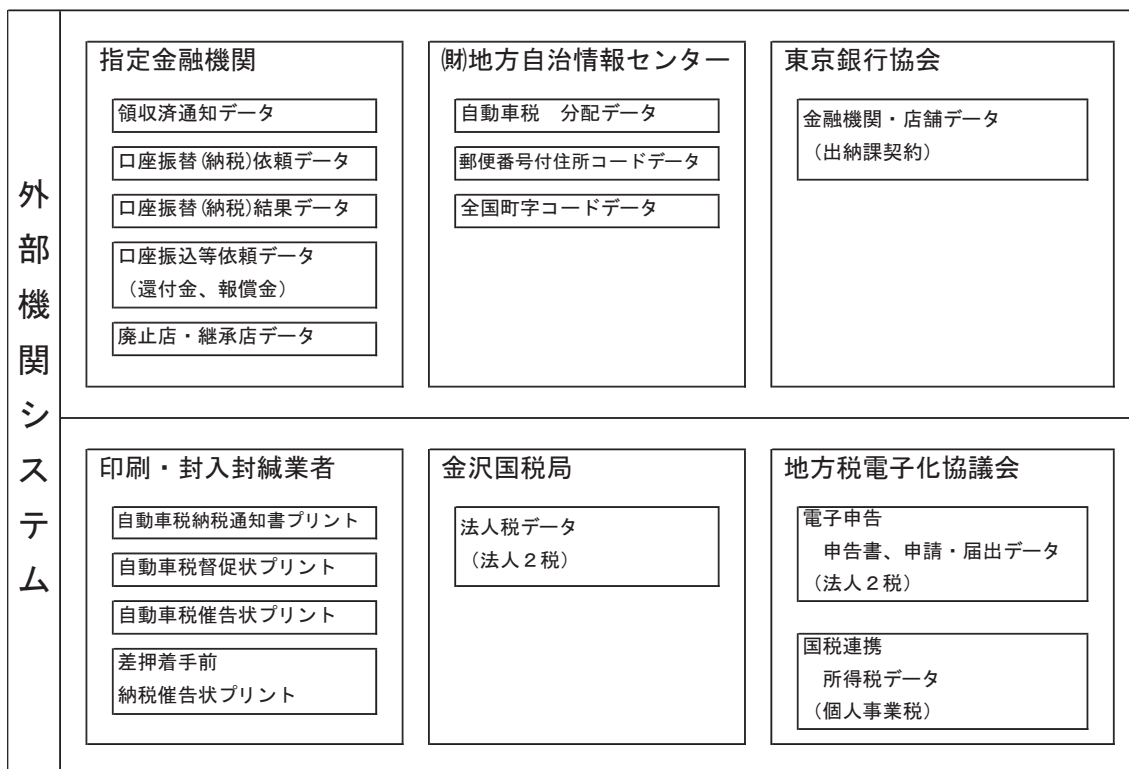 外部機関システム
指定金融機関
領収済通知データ
口座振替(納税)依頼データ
口座振替(納税)結果データ
口座振込等依頼データ
（還付金、報償金）
廃止店・継承店データ
㈶地方自治情報センター
自動車税　分配データ
郵便番号付住所コードデータ
全国町字コードデータ
東京銀行協会
金融機関・店舗データ
（出納課契約）
印刷・封入封緘業者
自動車税納税通知書プリント
自動車税督促状プリント
自動車税催告状プリント
差押着手前
納税催告状プリント
金沢国税局
法人税データ
（法人２税）
地方税電子化協議会
電子申告
申告書、申請・届出データ
（法人２税）
国税連携
所得税データ
（個人事業税）